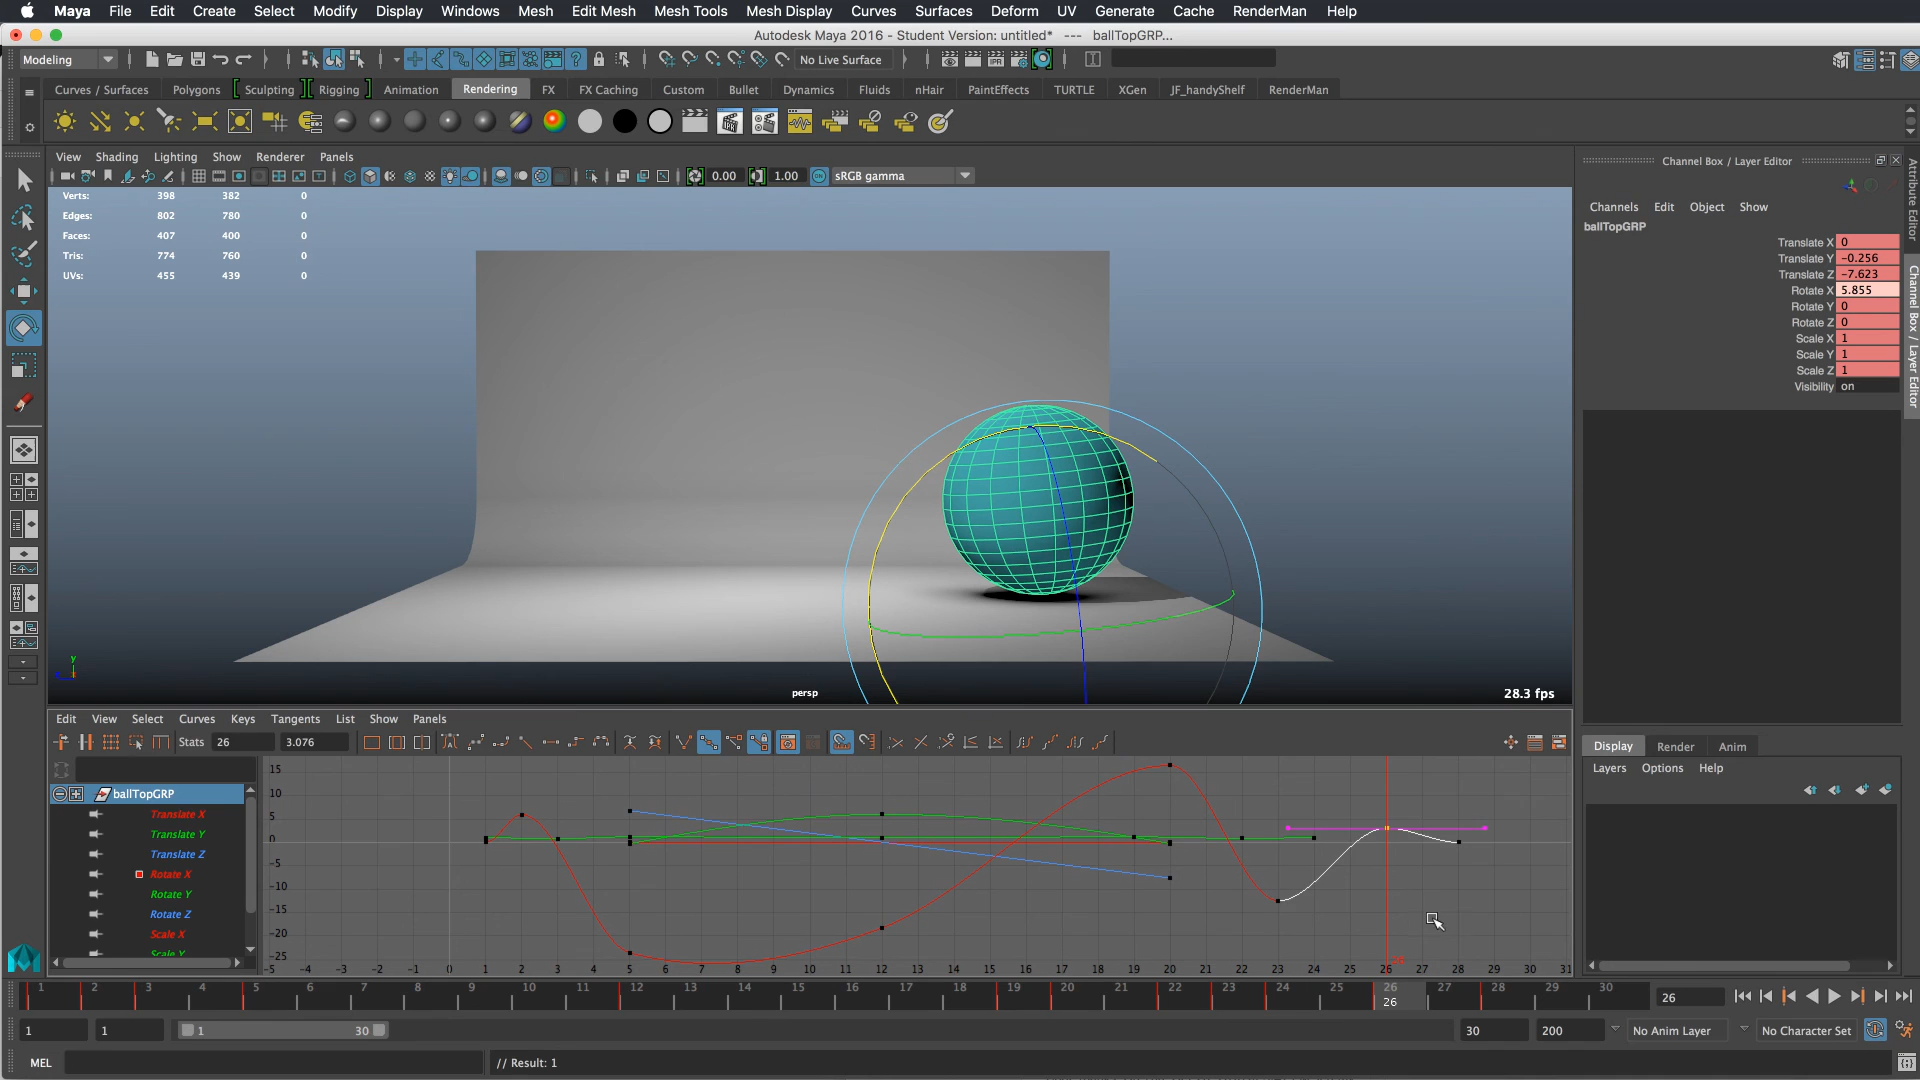 Maya File Edit Create Select Modify Display Windows Mesh Edit Mesh Mesh Tools Mesh Display Curves Surfaces Deform UV Generate Cache RenderMan Help
Autodesk Maya 2016 - Student Version: untitled* --- ballTopGRP...
Modeling No Live Surface
Curves / Surfaces Polygons Sculpting Rigging Animation Rendering FX FX Caching Custom Bullet Dynamics Fluids nHair PaintEffects TURTLE XGen JF_handyShelf RenderMan
View Shading Lighting Show Renderer Panels
0.00 1.00 sRGB gamma
Verts: 398 382 0
Edges: 802 780 0
Faces: 407 400 0
Tris: 774 760 0
UVs: 455 439 0
y
persp
28.3 fps
Channel Box / Layer Editor
Channels Edit Object Show
ballTopGRP
Translate X 0
Translate Y -0.256
Translate Z -7.623
Rotate X 5.855
Rotate Y 0
Rotate Z 0
Scale X 1
Scale Y 1
Scale Z 1
Visibility on
Attribute Editor
Channel Box / Layer Editor
Edit View Select Curves Keys Tangents List Show Panels
Stats 26 3.076
ballTopGRP
Translate X
Translate Y
Translate Z
Rotate X
Rotate Y
Rotate Z
Scale X
Scale Y
15
10
5
0
-5
-10
-15
-20
-25
-5 -4 -3 -2 -1 0 1 2 3 4 5 6 7 8 9 10 11 12 13 14 15 16 17 18 19 20 21 22 23 24 25 26 27 28 29 30 31
Display Render Anim
Layers Options Help
1 2 3 4 5 6 7 8 9 10 11 12 13 14 15 16 17 18 19 20 21 22 23 24 25 26 27 28 29 30
26
26
1 1 1 30 30 200 No Anim Layer No Character Set
MEL // Result: 1